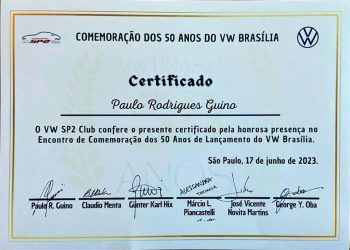 SP2
COMEMORAÇÃO DOS 50 ANOS DO VW BRASÍLIA
Certificado
Paulo Rodrigues Guino
O VW SP2 Club confere o presente certificado pela honrosa presença no
Encontro de Comemoração dos 50 Anos de Lançamento do VW Brasília.
São Paulo, 17 de junho de 2023.
ALESSANDRA
Paulo R. Guino
Claudio Menta
Günter Karl Hix
Márcio L.
Piancastelli
José Vicente
Novita Martins
George Y. Oba